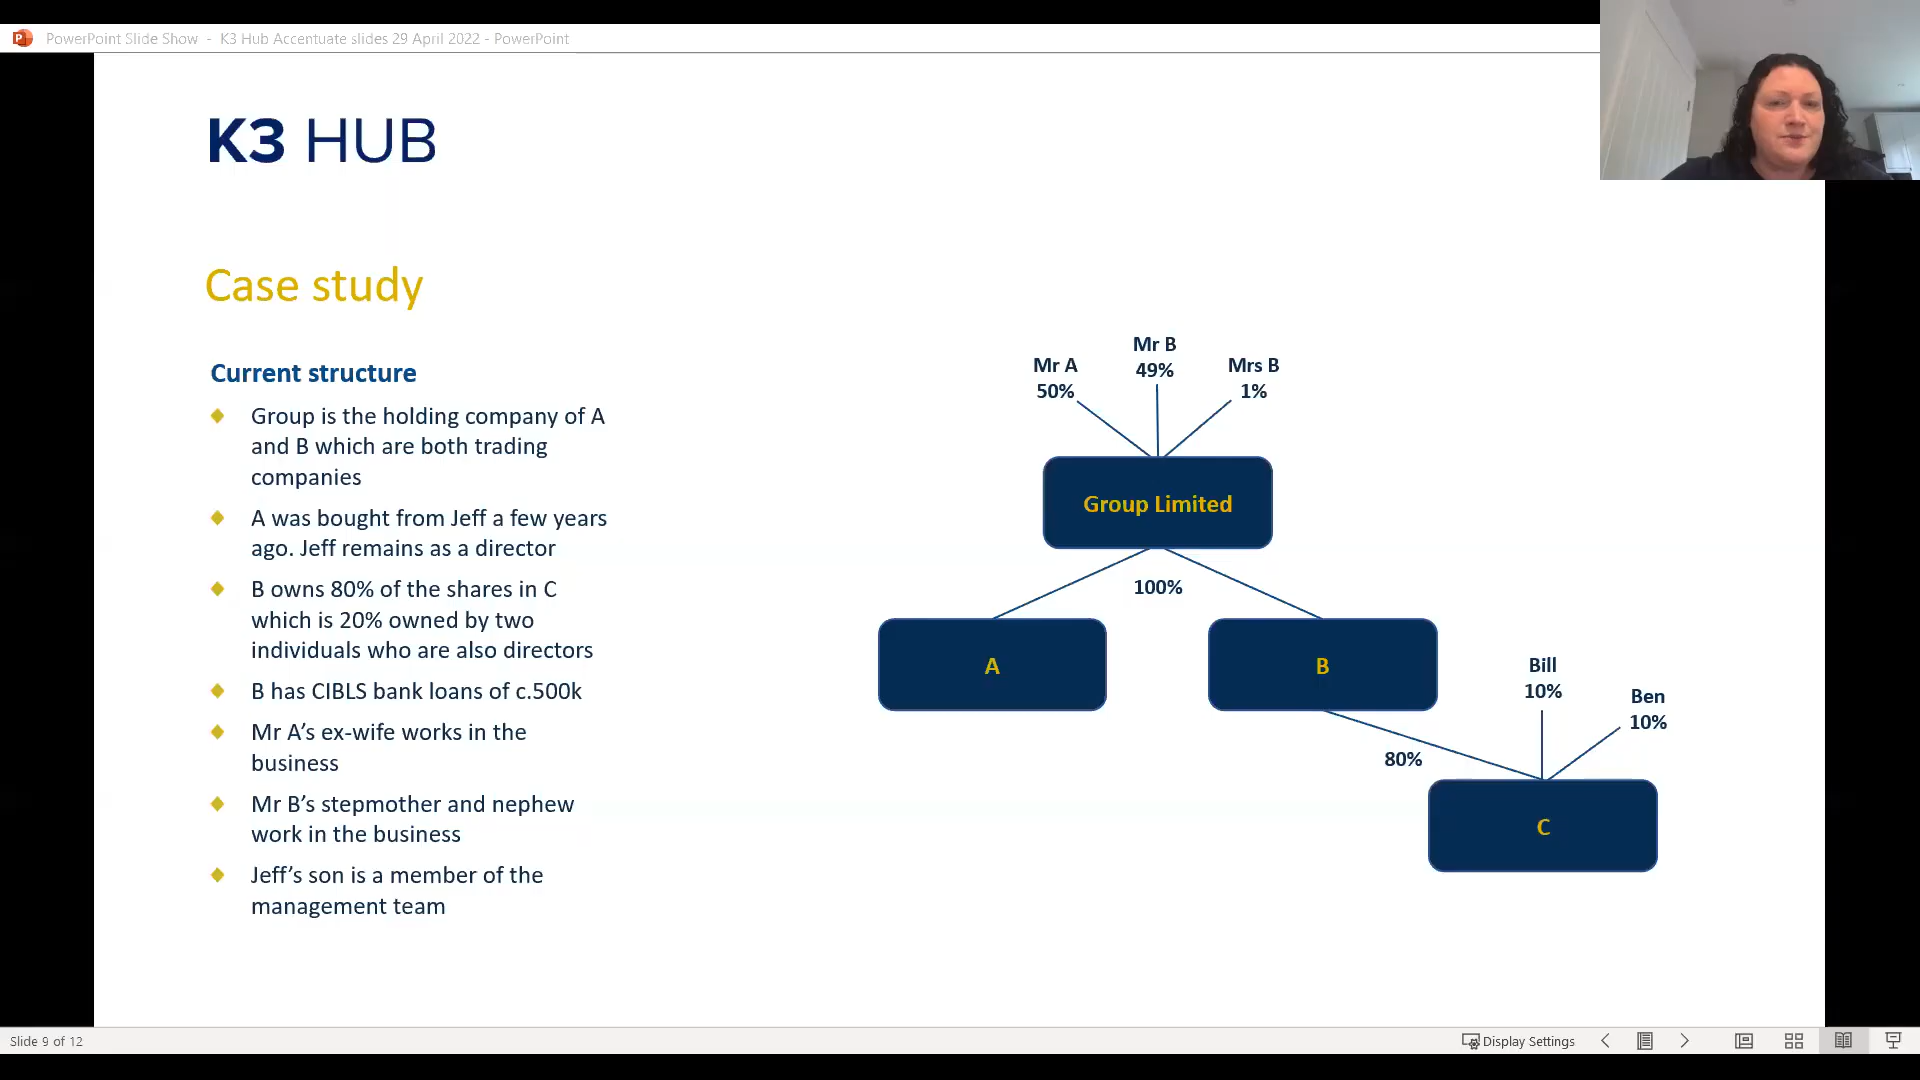 PowerPoint Slide Show - K3 Hub Accentuate slides 29 April 2022 - PowerPoint
K3 HUB
Case study
Current structure
Group is the holding company of A
and B which are both trading
companies
A was bought from Jeff a few years
ago. Jeff remains as a director
B owns 80% of the shares in C
which is 20% owned by two
individuals who are also directors
B has CIBLS bank loans of c.500k
Mr A's ex-wife works in the
business
Mr B's stepmother and nephew
work in the business
Jeff's son is a member of the
management team
Mr A
50%
Mr B
49%
Mrs B
1%
Group Limited
100%
A
B
Bill
10%
Ben
10%
80%
C
Slide 9 of 12
Display Settings